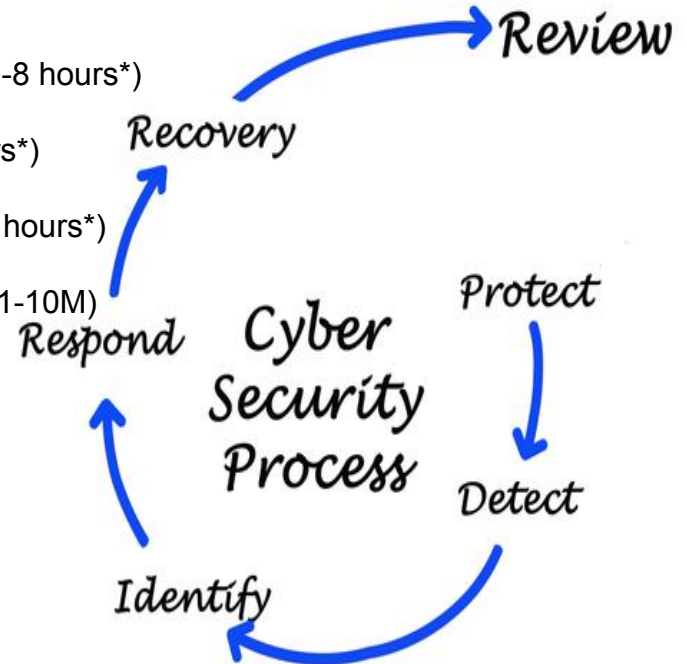 -8 hours*)
s*)
hours*)
1-10M)
Review
Recovery
Respond
Cyber
Security
Process
Protect
Detect
Identify